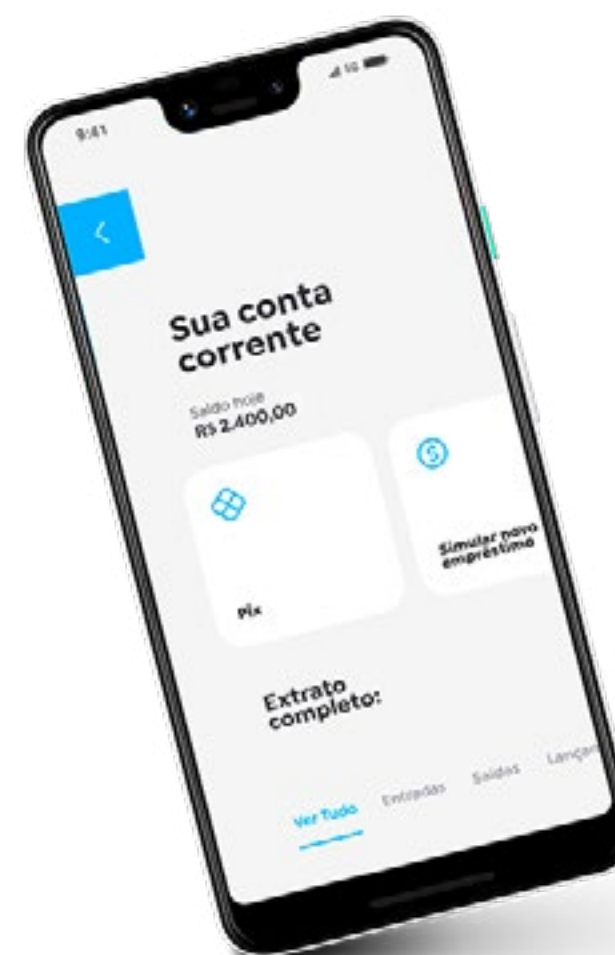 9:41
Sua conta
corrente
Saldo hoje
R$ 2.400,00
Pix
Simular novo
empréstimo
Extrato
completo:
Ver Tudo Entradas Saídas